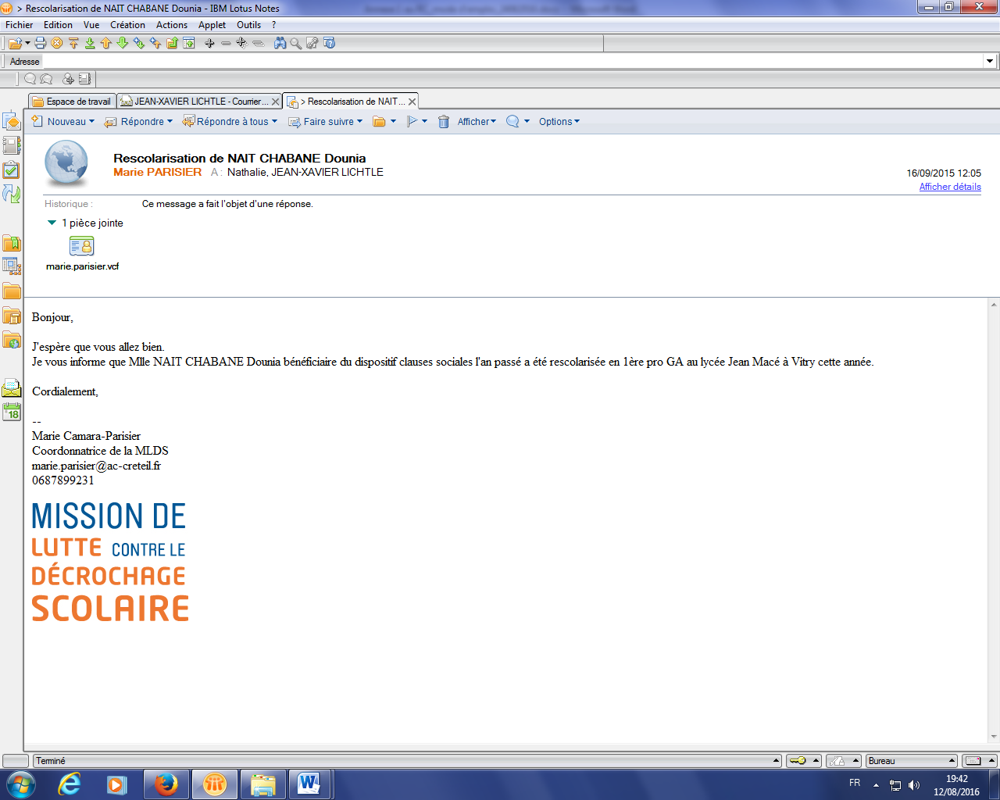 > Rescolarisation de NAIT CHABANE Dounia - IBM Lotus Notes
Fichier Edition Vue Création Actions Applet Outils ?
Adresse
Espace de travail JEAN-XAVIER LICHTLE - Courrier... > Rescolarisation de NAIT ...
Nouveau Répondre Répondre à tous Faire suivre Afficher Options
Rescolarisation de NAIT CHABANE Dounia
Marie PARISIER A : Nathalie, JEAN-XAVIER LICHTLE
16/09/2015 12:05
Afficher détails
Historique : Ce message a fait l'objet d'une réponse.
1 pièce jointe
marie.parisier.vcf
Bonjour,
J'espère que vous allez bien.
Je vous informe que Mlle NAIT CHABANE Dounia bénéficiaire du dispositif clauses sociales l'an passé a été rescolarisée en 1ère pro GA au lycée Jean Macé à Vitry cette année.
Cordialement,
--
Marie Camara-Parisier
Coordonnatrice de la MLDS
marie.parisier@ac-creteil.fr
0687899231
MISSION DE
LUTTE CONTRE LE
DÉCROCHAGE
SCOLAIRE
18
Terminé
Bureau
FR
19:42
12/08/2016